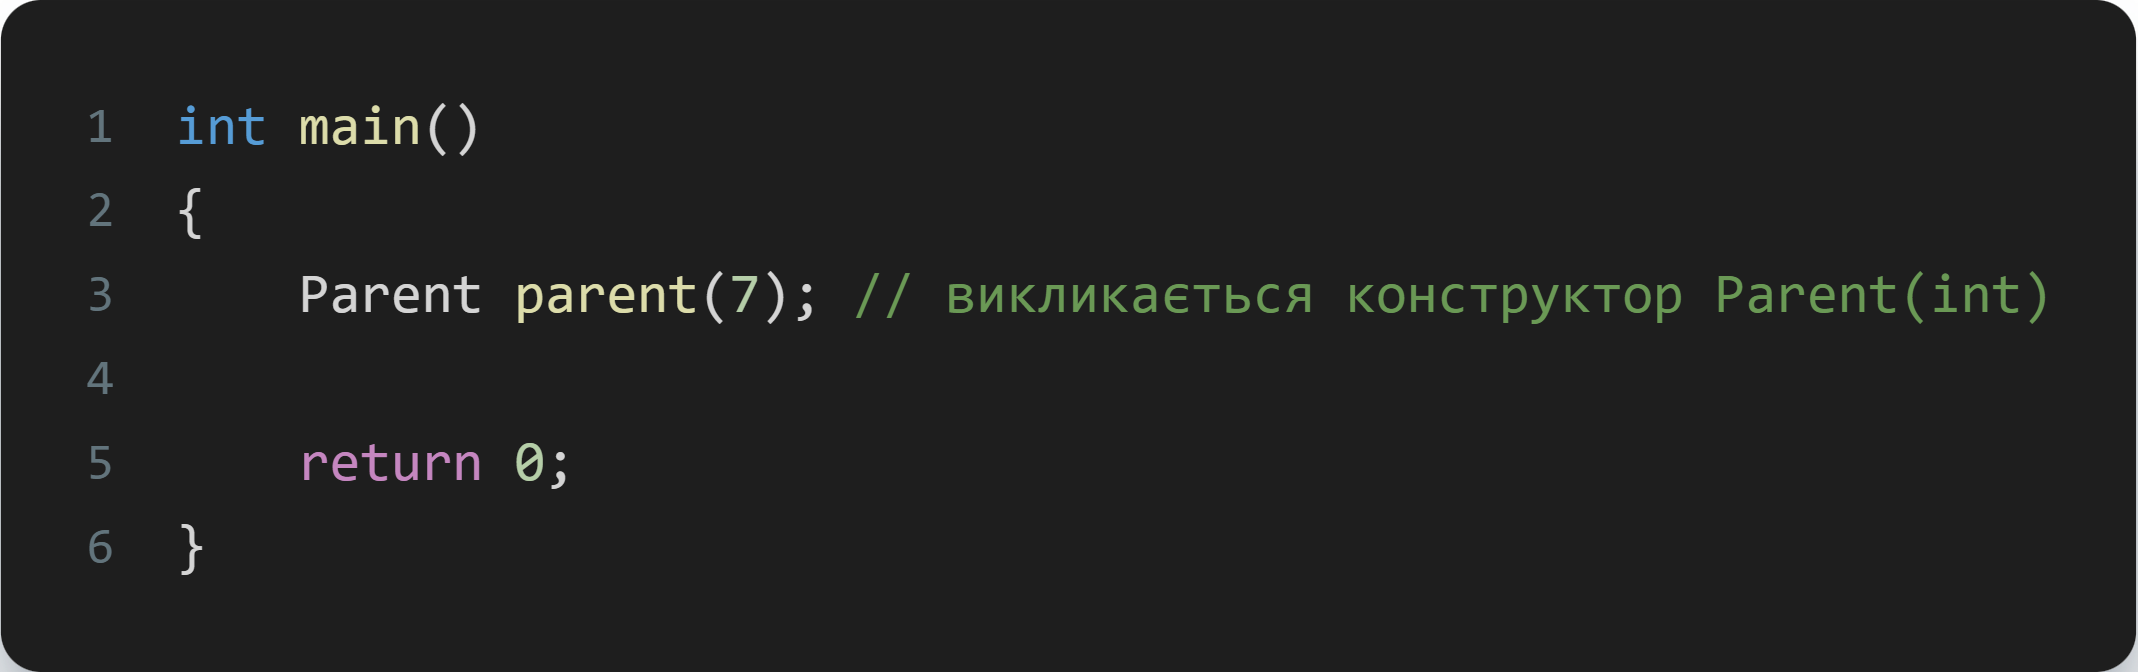 1 int main()
2 {
3     Parent parent(7); // викликається конструктор Parent(int)
4
5     return 0;
6 }